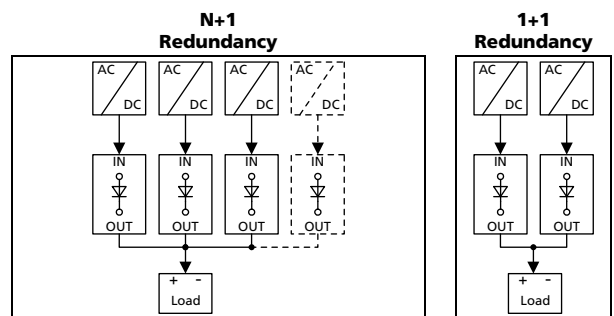 N+1
Redundancy
1+1
Redundancy
AC
DC
AC
DC
AC
DC
AC
DC
AC
DC
AC
DC
IN
IN
IN
IN
IN
IN
OUT
OUT
OUT
OUT
OUT
OUT
+ -
Load
+ -
Load